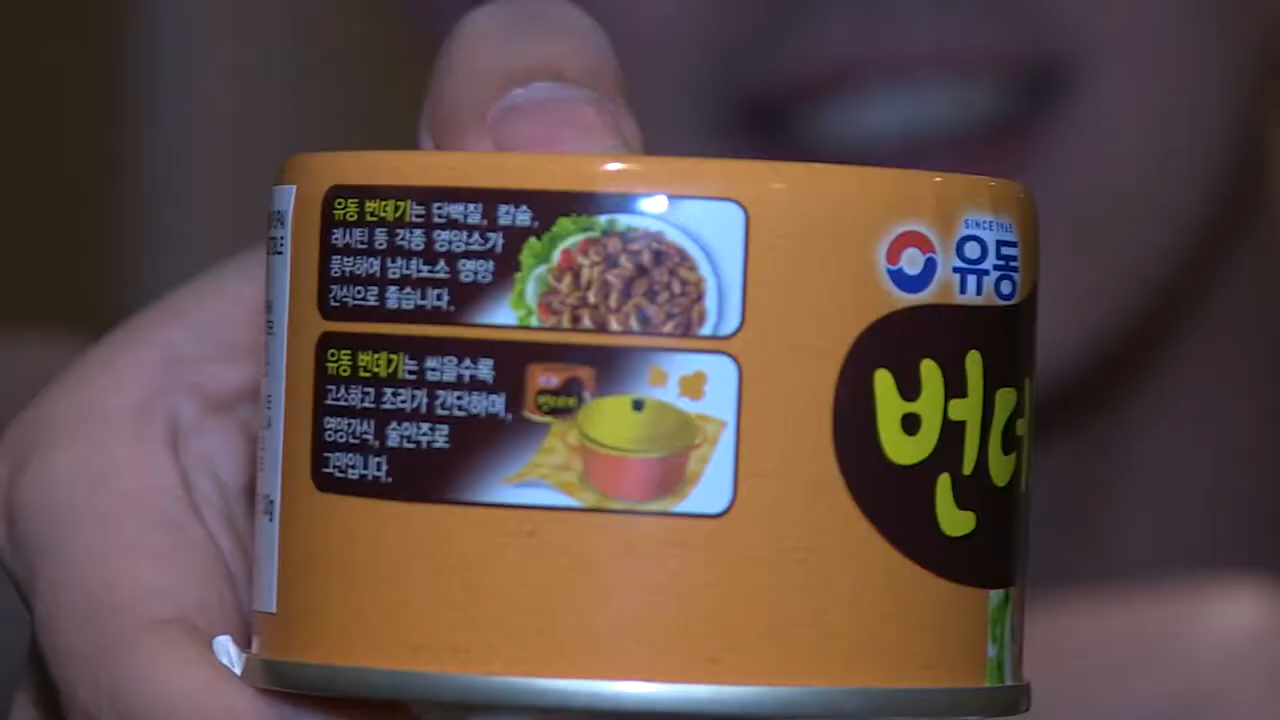 유동 번데기는 단백질, 칼슘,
레시틴 등 각종 영양소가
풍부하여 남녀노소 영양
간식으로 좋습니다.
유동 번데기는 씹을수록
고소하고 조리가 간단하며,
영양간식, 술안주로
그만입니다.
SINCE 1965
유동
번데